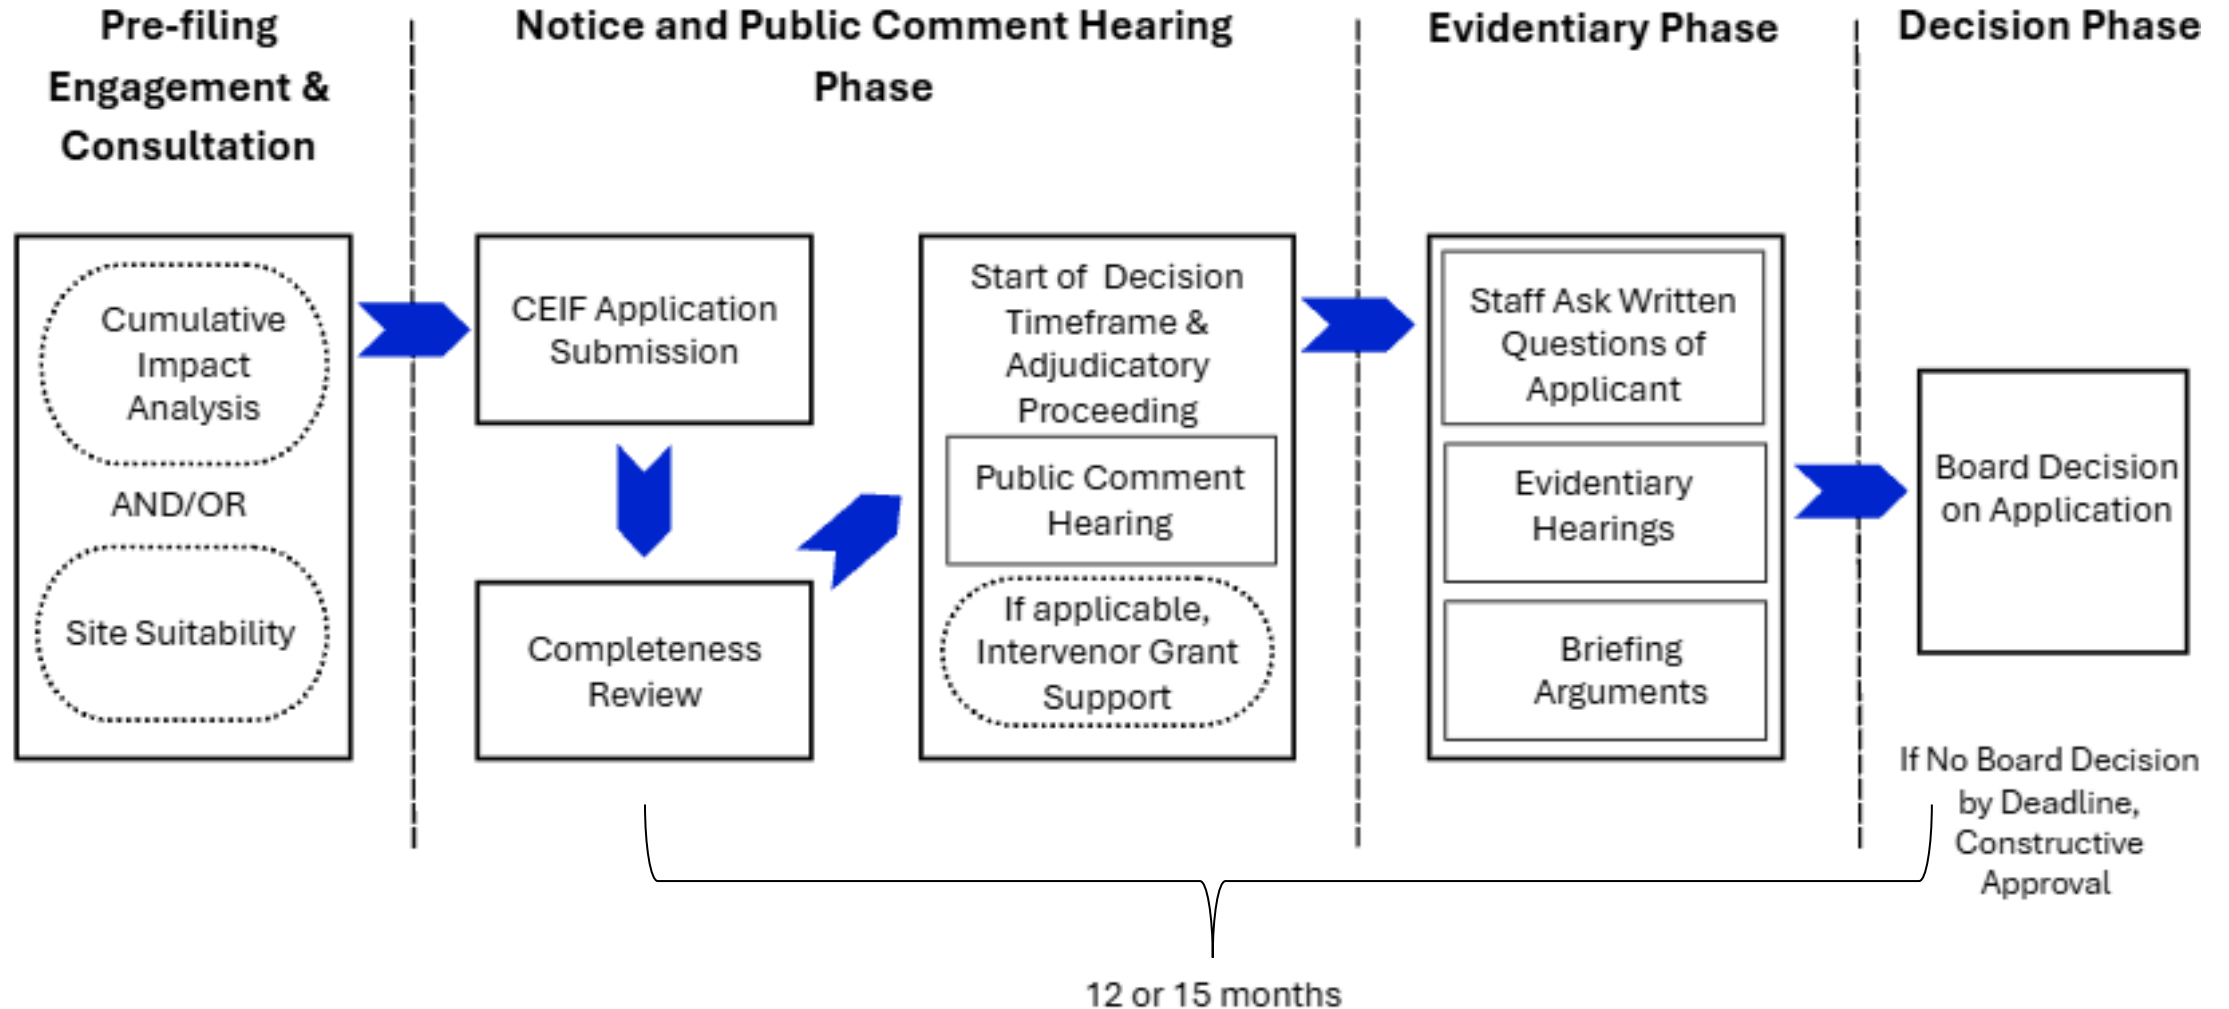 Pre-filing
Engagement &
Consultation
Notice and Public Comment Hearing
Phase
Evidentiary Phase
Decision Phase
Cumulative
Impact
Analysis
AND/OR
Site Suitability
CEIF Application
Submission
Completeness
Review
Start of Decision
Timeframe &
Adjudicatory
Proceeding
Public Comment
Hearing
If applicable,
Intervenor Grant
Support
Staff Ask Written
Questions of
Applicant
Evidentiary
Hearings
Briefing
Arguments
Board Decision
on Application
If No Board Decision
by Deadline,
Constructive
Approval
12 or 15 months